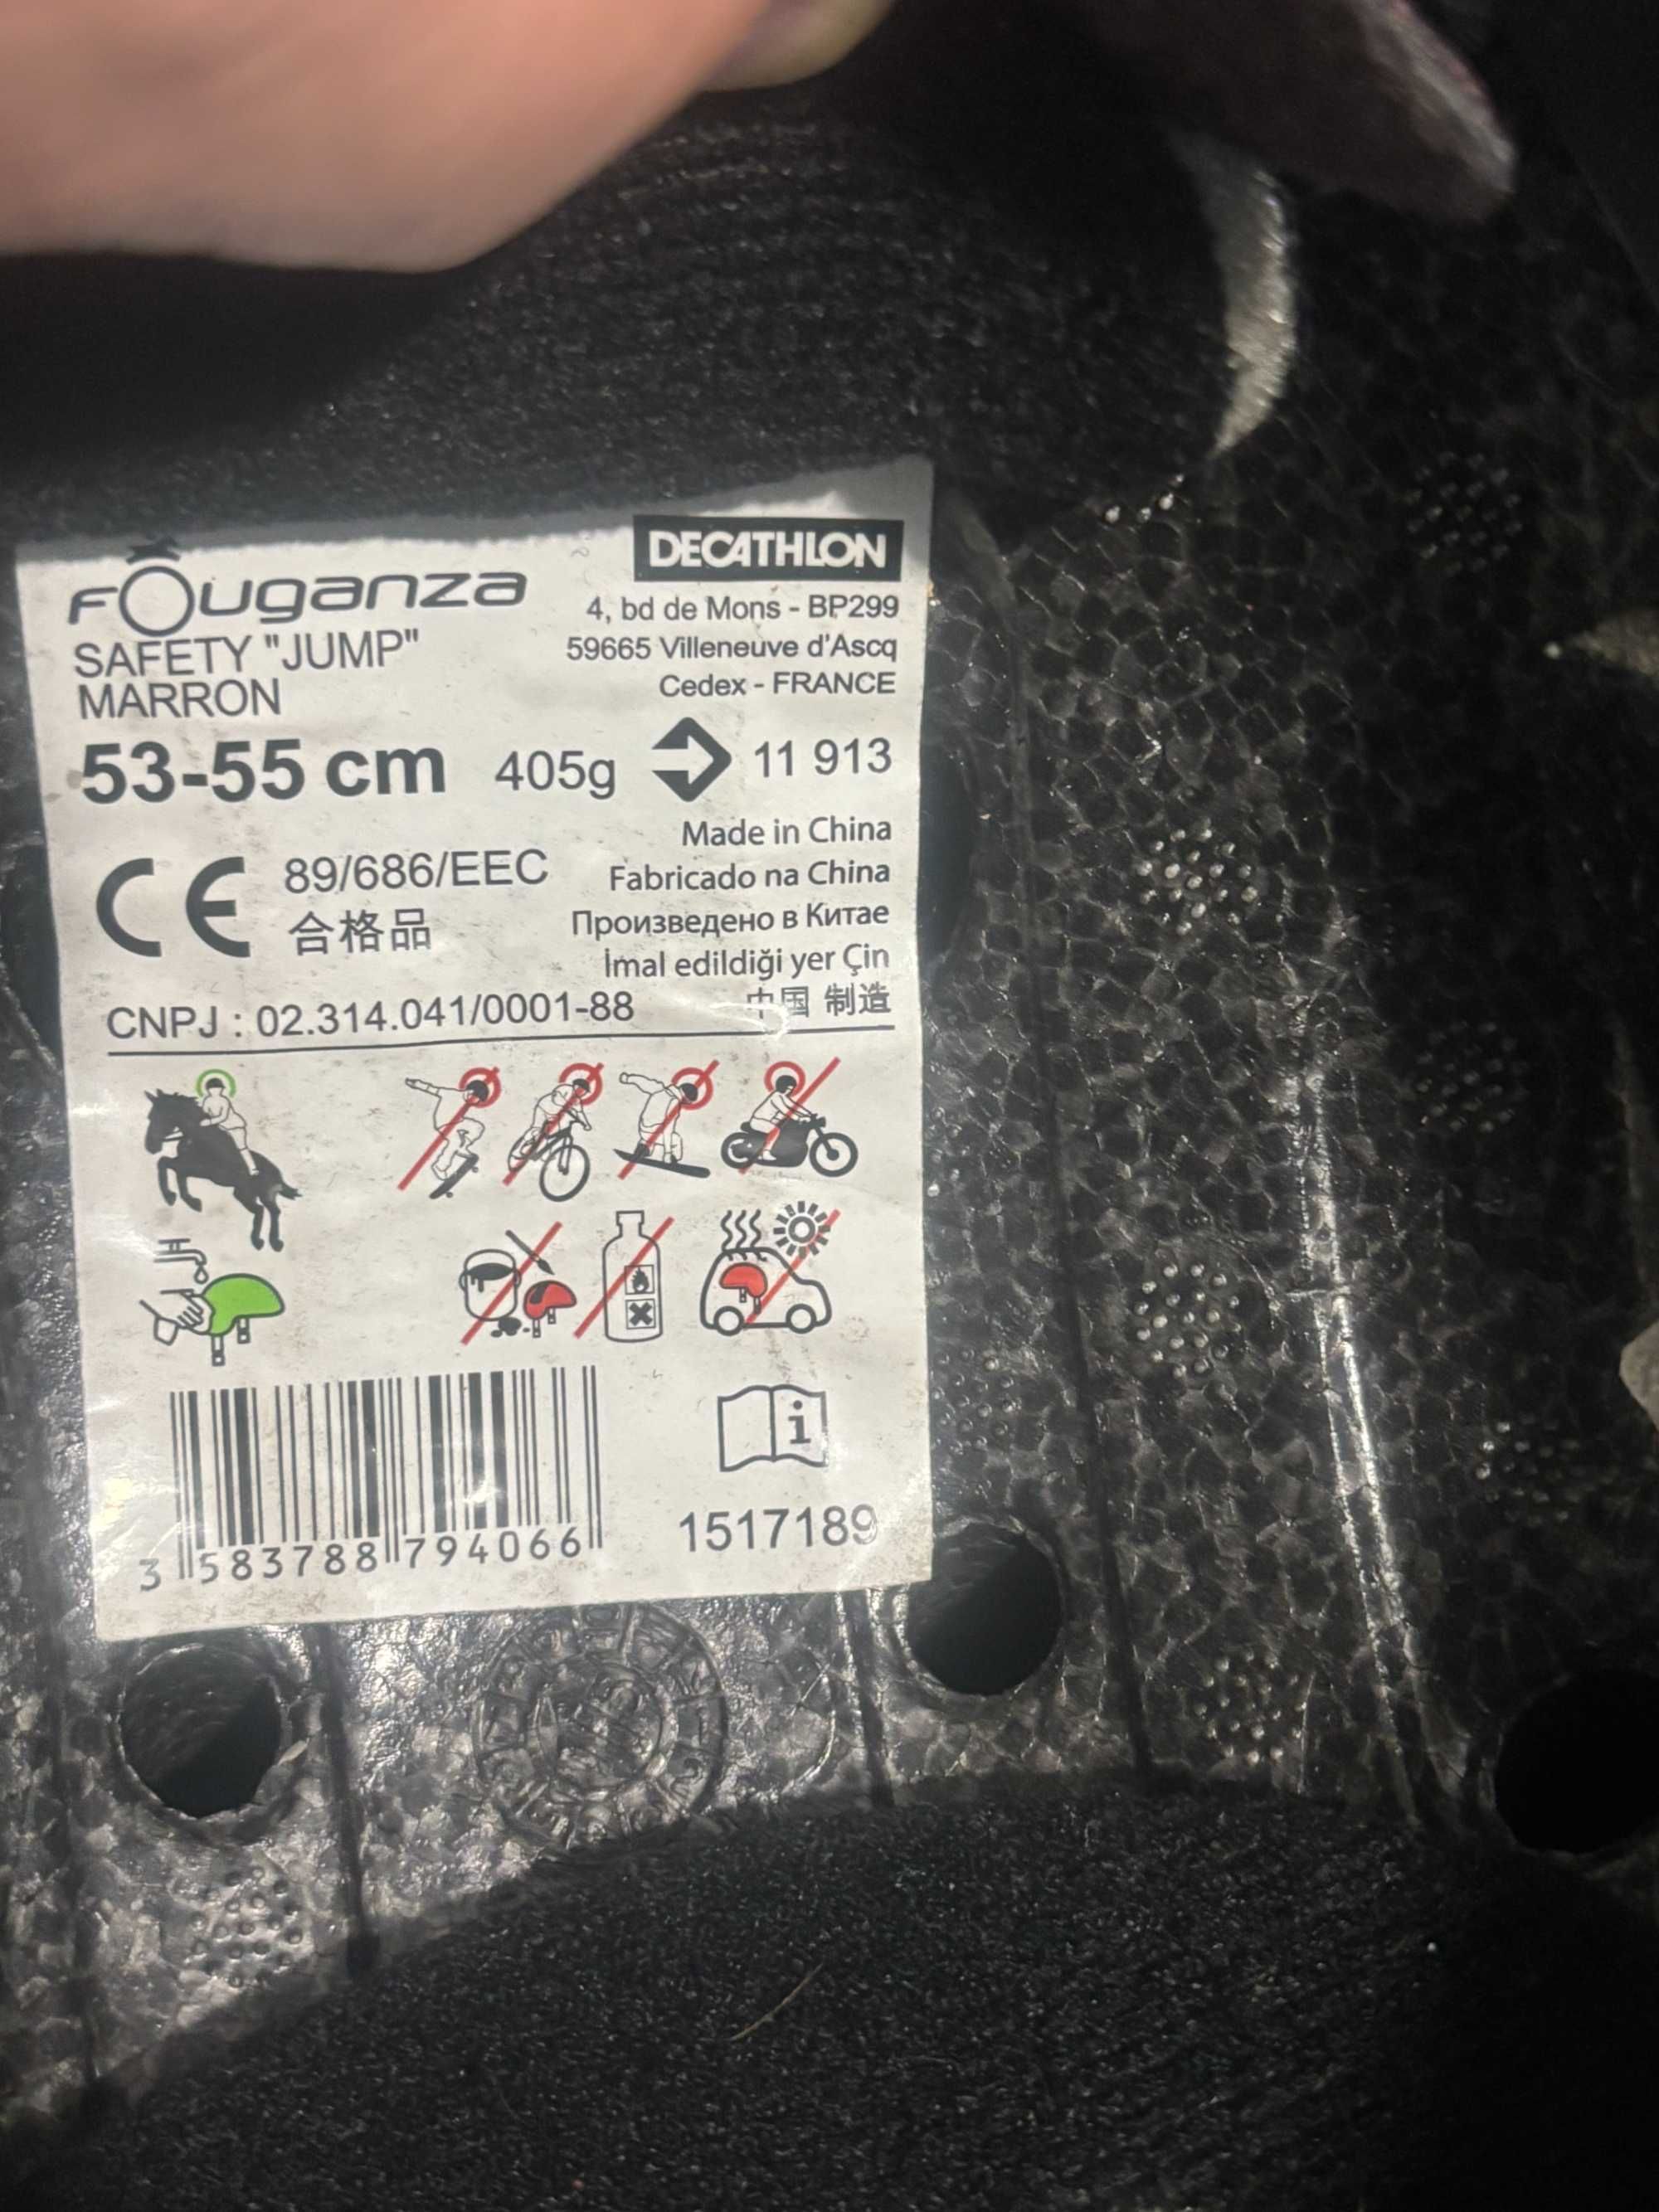 FOuganza
DECATHLON
SAFETY "JUMP"
MARRON
4, bd de Mons - BP299
59665 Villeneuve d'Ascq
Cedex - FRANCE
53-55 cm 405g 11 913
CE 89/686/EEC
合格品
Made in China
Fabricado na China
Произведено в Китае
İmal edildiği yer Çin
中国 制造
CNPJ : 02.314.041/0001-88
i
3 583788 794066
1517189